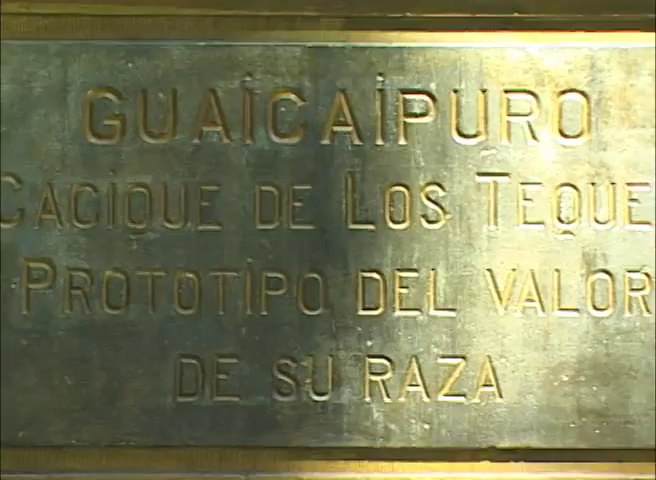 GUAICAIPURO
CACIQUE DE LOS TEQUE
PROTOTIPO DEL VALOR
DE SU RAZA